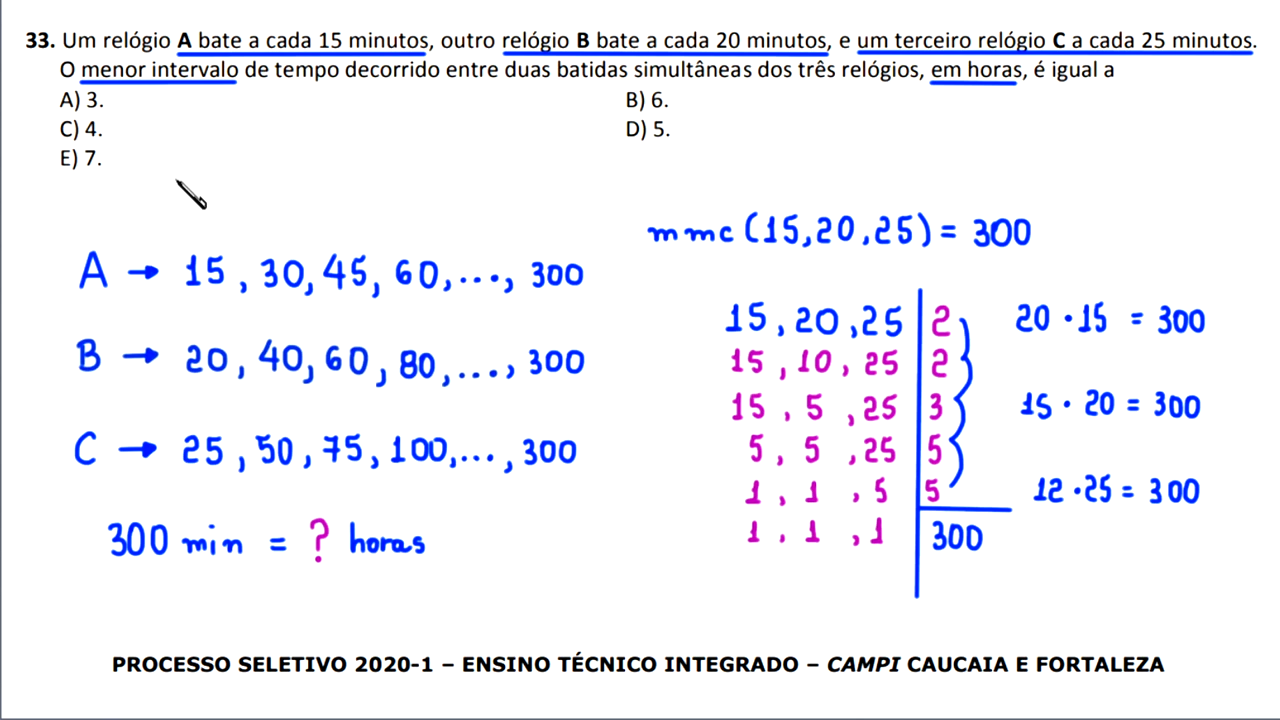 33. Um relógio A bate a cada 15 minutos, outro relógio B bate a cada 20 minutos, e um terceiro relógio C a cada 25 minutos.
O menor intervalo de tempo decorrido entre duas batidas simultâneas dos três relógios, em horas, é igual a
A) 3.
B) 6.
C) 4.
D) 5.
E) 7.
A → 15, 30, 45, 60, ..., 300
B → 20, 40, 60, 80, ..., 300
C → 25, 50, 75, 100, ..., 300
300 min = ? horas
mmc (15, 20, 25) = 300
15, 20, 25 | 2
15, 10, 25 | 2
15, 5, 25 | 3
5, 5, 25 | 5
1, 1, 5 | 5
1, 1, 1 | 300
20 · 15 = 300
15 · 20 = 300
12 · 25 = 300
PROCESSO SELETIVO 2020-1 – ENSINO TÉCNICO INTEGRADO – CAMPI CAUCAIA E FORTALEZA